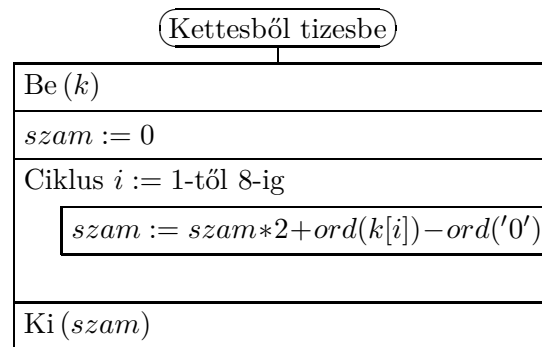 Kettesből tizesbe
Be (k)
szam := 0
Ciklus i := 1-től 8-ig
szam := szam*2+ord(k[i])−ord('0')
Ki (szam)